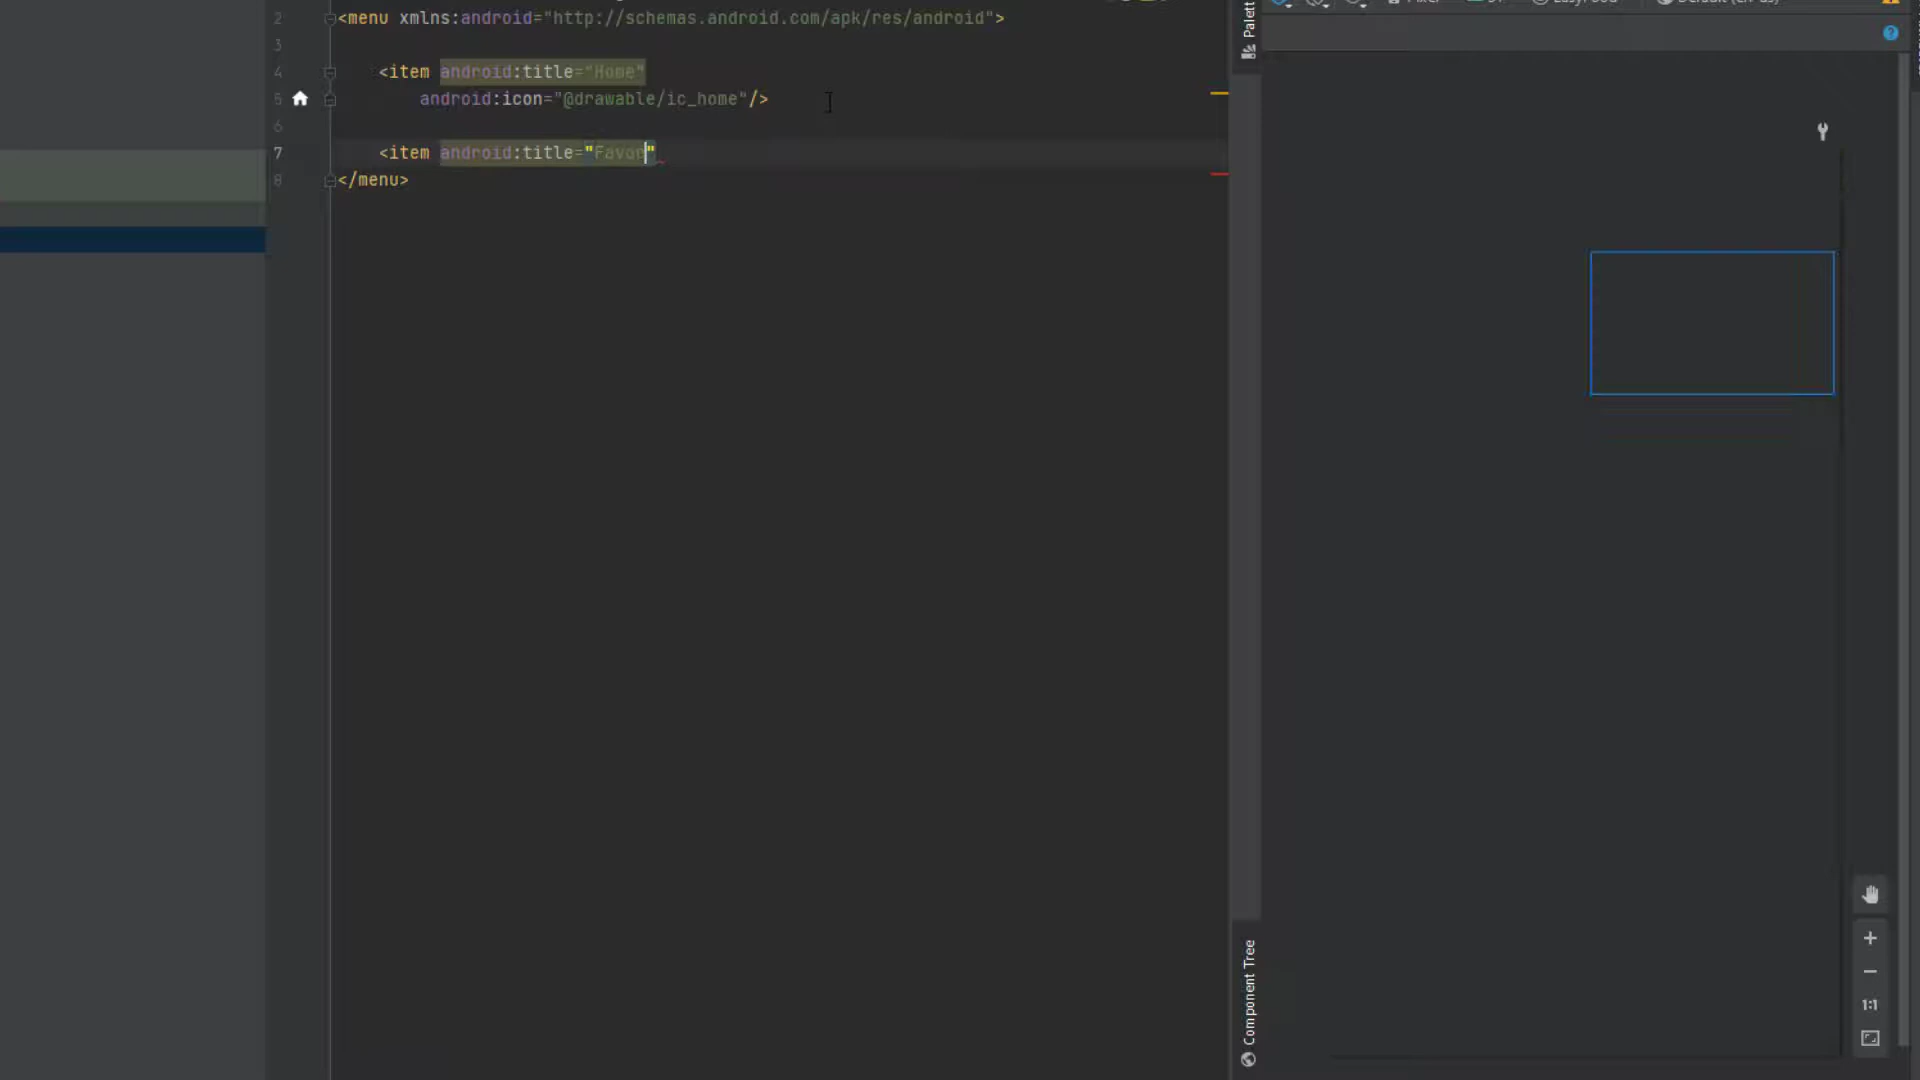 2 <menu xmlns:android="http://schemas.android.com/apk/res/android">
3
4 <item android:title="Home"
5 android:icon="@drawable/ic_home"/>
6
7 <item android:title="Favor"
8 </menu>
Palett
Component Tree
1:1